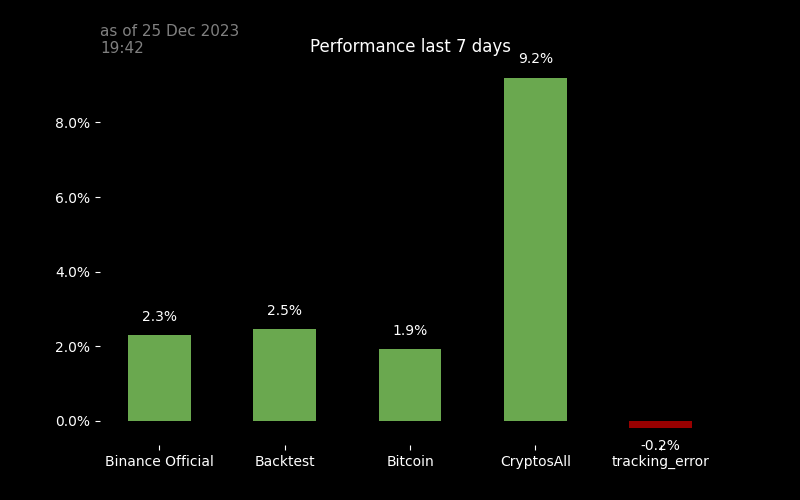 as of 25 Dec 2023
19:42
Performance last 7 days
9.2%
8.0%
6.0%
4.0%
2.3%
2.5%
1.9%
2.0%
0.0%
-0.2%
Binance Official
Backtest
Bitcoin
CryptosAll
tracking_error